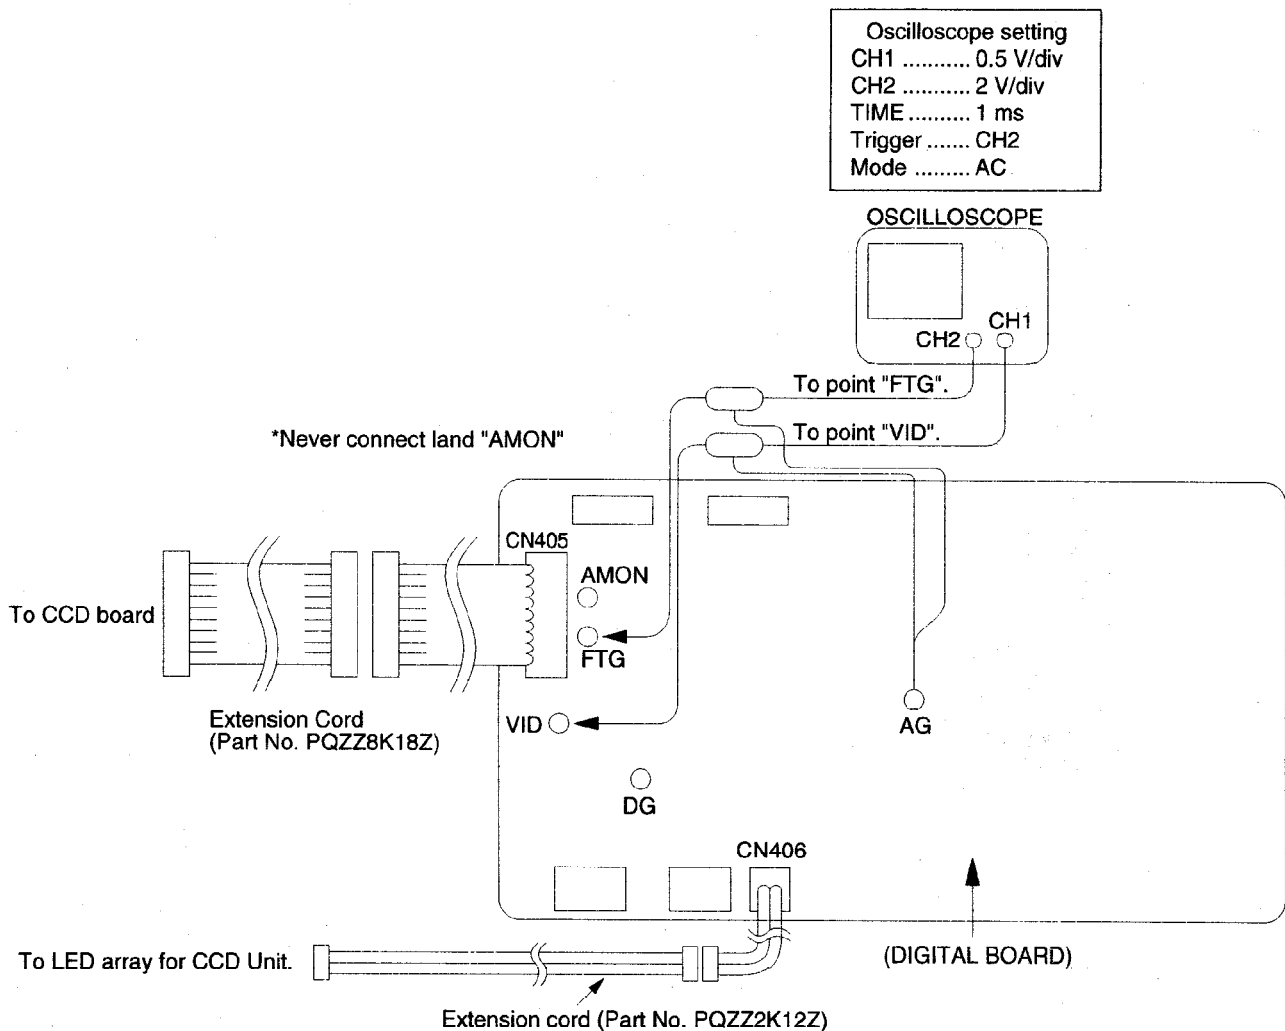 Oscilloscope setting
CH1 ........... 0.5 V/div
CH2 ........... 2 V/div
TIME .......... 1 ms
Trigger ....... CH2
Mode ......... AC
OSCILLOSCOPE
CH1
CH2
To point "FTG".
*Never connect land "AMON"
To point "VID".
CN405
AMON
To CCD board
FTG
Extension Cord
(Part No. PQZZ8K18Z)
VID
AG
DG
CN406
To LED array for CCD Unit.
(DIGITAL BOARD)
Extension cord (Part No. PQZZ2K12Z)